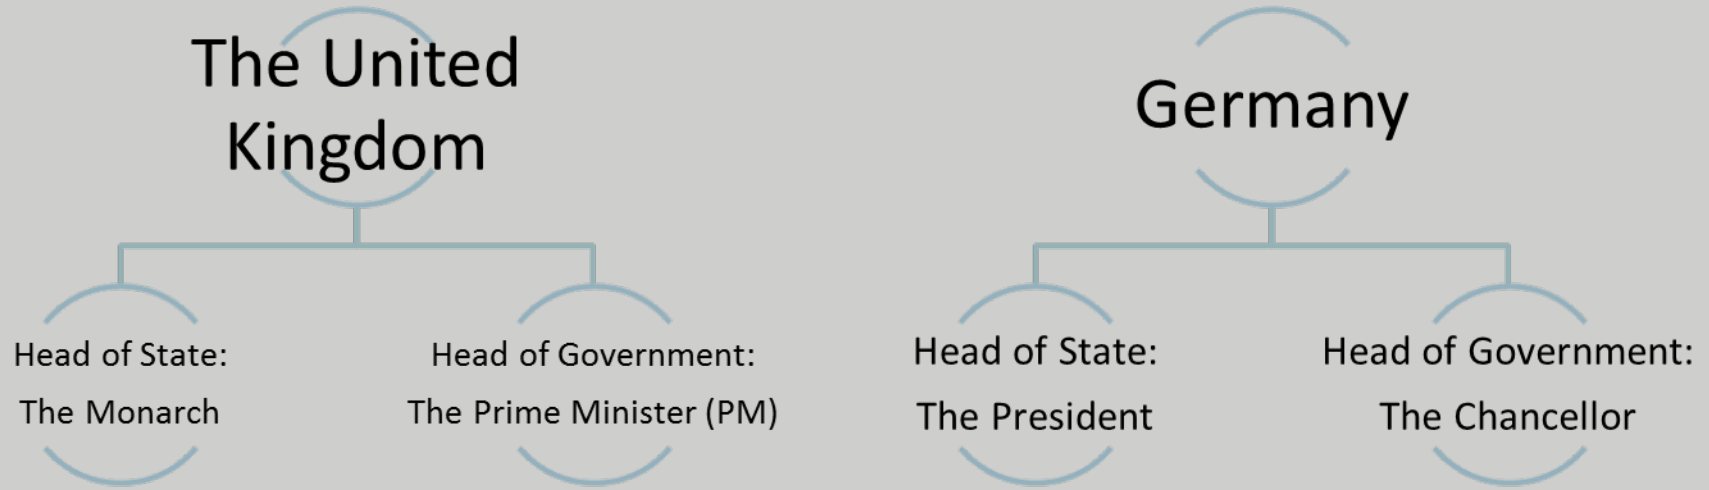 The United
Kingdom
Head of State:
The Monarch
Head of Government:
The Prime Minister (PM)
Germany
Head of State:
The President
Head of Government:
The Chancellor